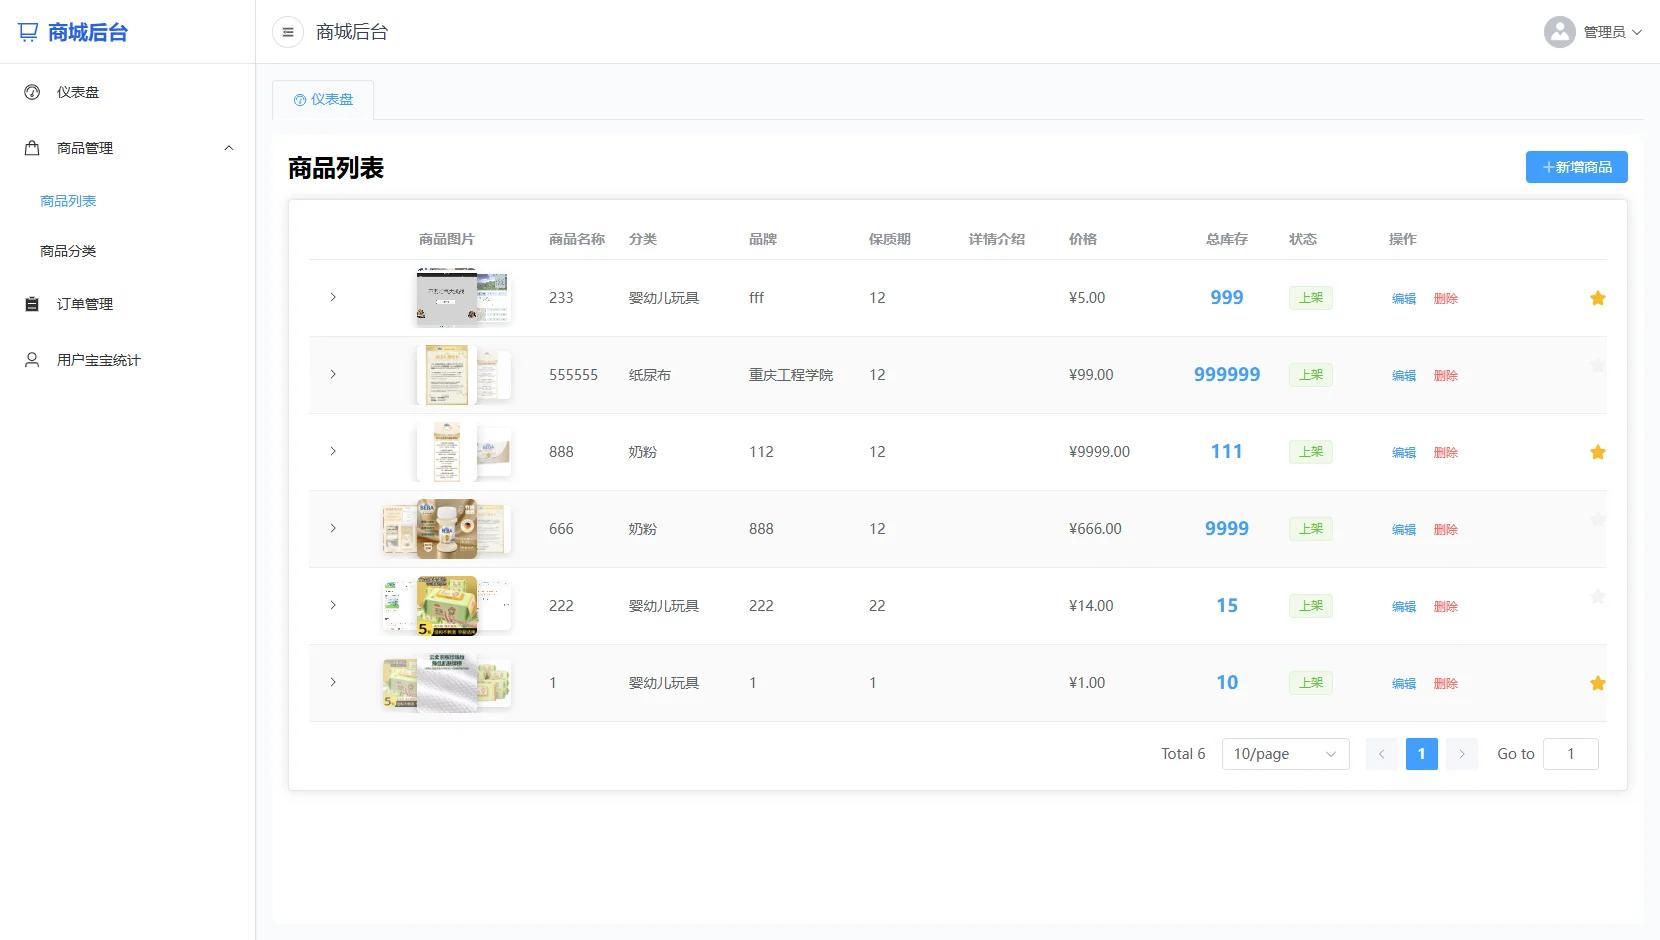 商城后台
商城后台
管理员
仪表盘
商品管理
商品列表
商品分类
订单管理
用户宝宝统计
仪表盘
商品列表
+新增商品
商品图片 商品名称 分类 品牌 保质期 详情介绍 价格 总库存 状态 操作
233 婴幼儿玩具 fff 12 ¥5.00 999 上架 编辑 删除
555555 纸尿布 重庆工程学院 12 ¥99.00 999999 上架 编辑 删除
888 奶粉 112 12 ¥9999.00 111 上架 编辑 删除
BEBA
666 奶粉 888 12 ¥666.00 9999 上架 编辑 删除
222 婴幼儿玩具 222 22 ¥14.00 15 上架 编辑 删除
1 婴幼儿玩具 1 1 ¥1.00 10 上架 编辑 删除
Total 6 10/page 1 Go to 1